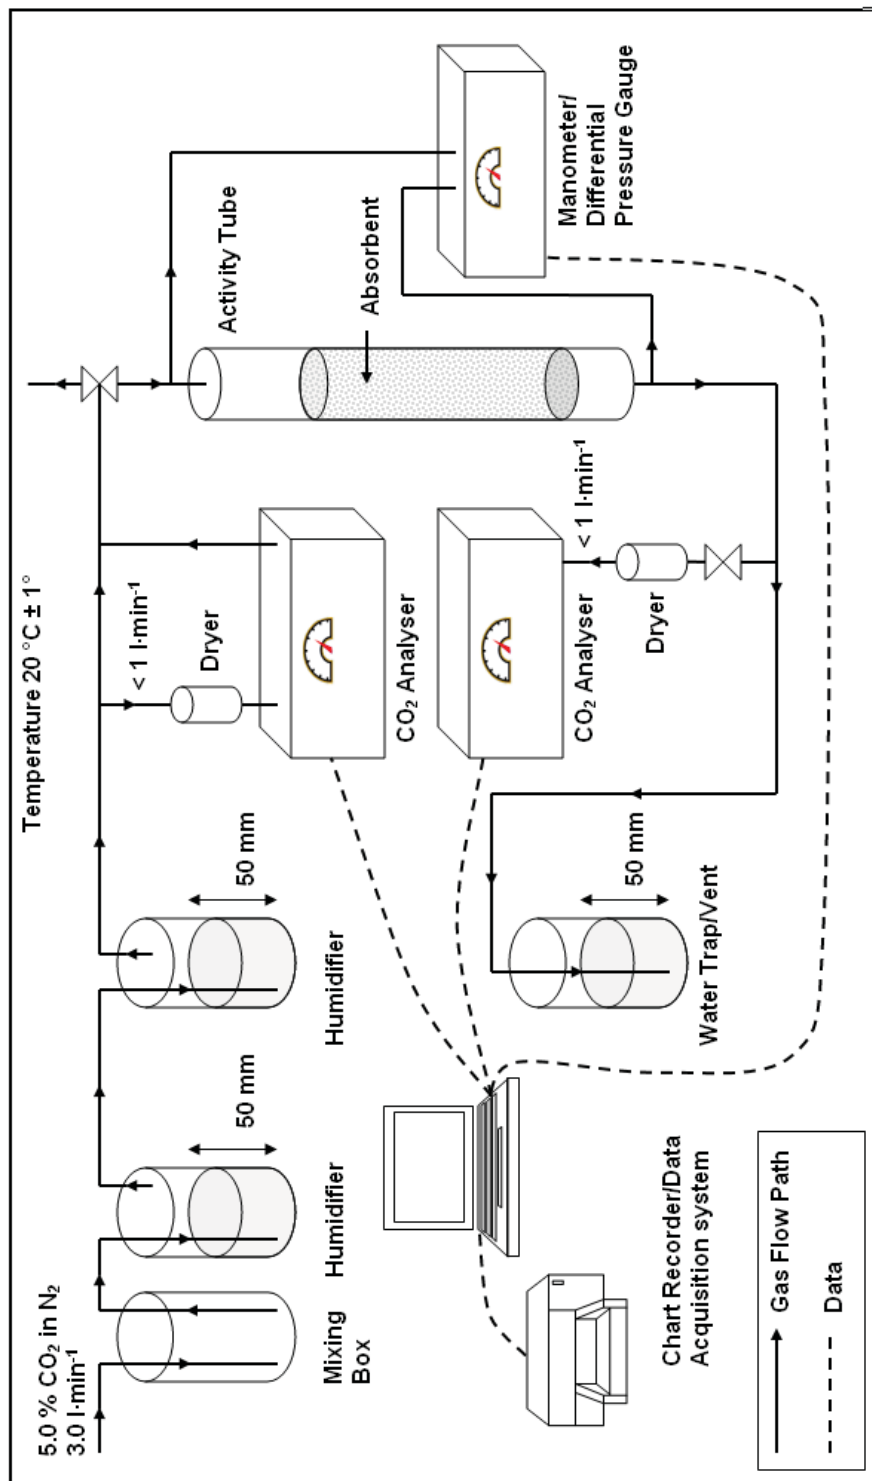 Temperature 20 °C ± 1°
5.0 % CO₂ in N₂
3.0 l·min⁻¹
Mixing
Box
Humidifier
50 mm
Humidifier
50 mm
< 1 l·min⁻¹
Dryer
CO₂ Analyser
Activity Tube
Absorbent
Manometer/
Differential
Pressure Gauge
CO₂ Analyser
< 1 l·min⁻¹
Dryer
50 mm
Water Trap/Vent
Chart Recorder/Data
Acquisition system
Gas Flow Path
Data